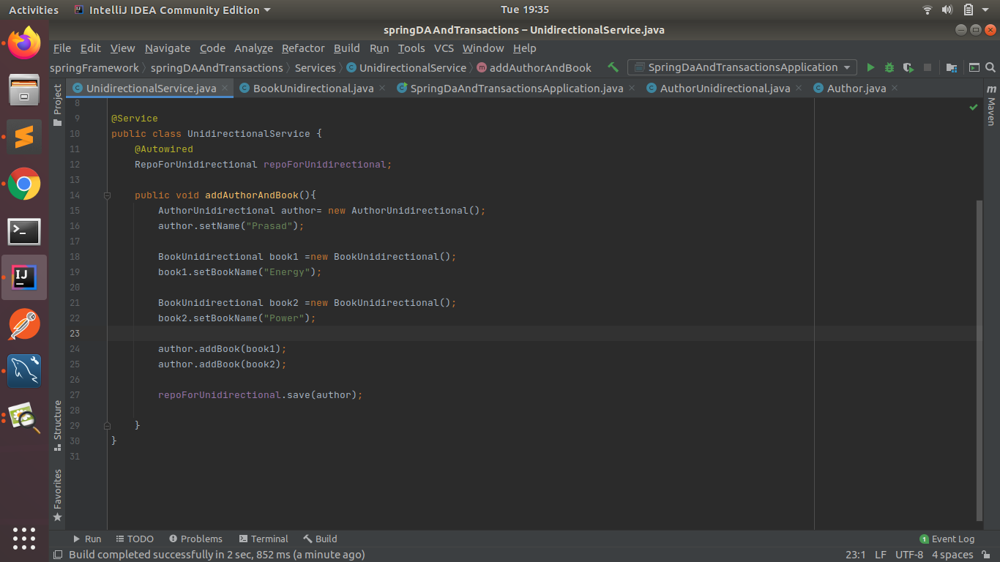 Activities IntelliJ IDEA Community Edition Tue 19:35
springDAAndTransactions – UnidirectionalService.java
File Edit View Navigate Code Analyze Refactor Build Run Tools VCS Window Help
springFramework springDAAndTransactions Services C UnidirectionalService m addAuthorAndBook SpringDaAndTransactionsApplication
C UnidirectionalService.java C BookUnidirectional.java C SpringDaAndTransactionsApplication.java C AuthorUnidirectional.java C Author.java
Project
Structure
Favorites
m Maven
8
9 @Service
10 public class UnidirectionalService {
11 @Autowired
12 RepoForUnidirectional repoForUnidirectional;
13
14 public void addAuthorAndBook(){
15 AuthorUnidirectional author= new AuthorUnidirectional();
16 author.setName("Prasad");
17
18 BookUnidirectional book1 =new BookUnidirectional();
19 book1.setBookName("Energy");
20
21 BookUnidirectional book2 =new BookUnidirectional();
22 book2.setBookName("Power");
23
24 author.addBook(book1);
25 author.addBook(book2);
26
27 repoForUnidirectional.save(author);
28
29 }
30 }
31
IJ
Run TODO Problems Terminal Build 1 Event Log
Build completed successfully in 2 sec, 852 ms (a minute ago) 23:1 LF UTF-8 4 spaces